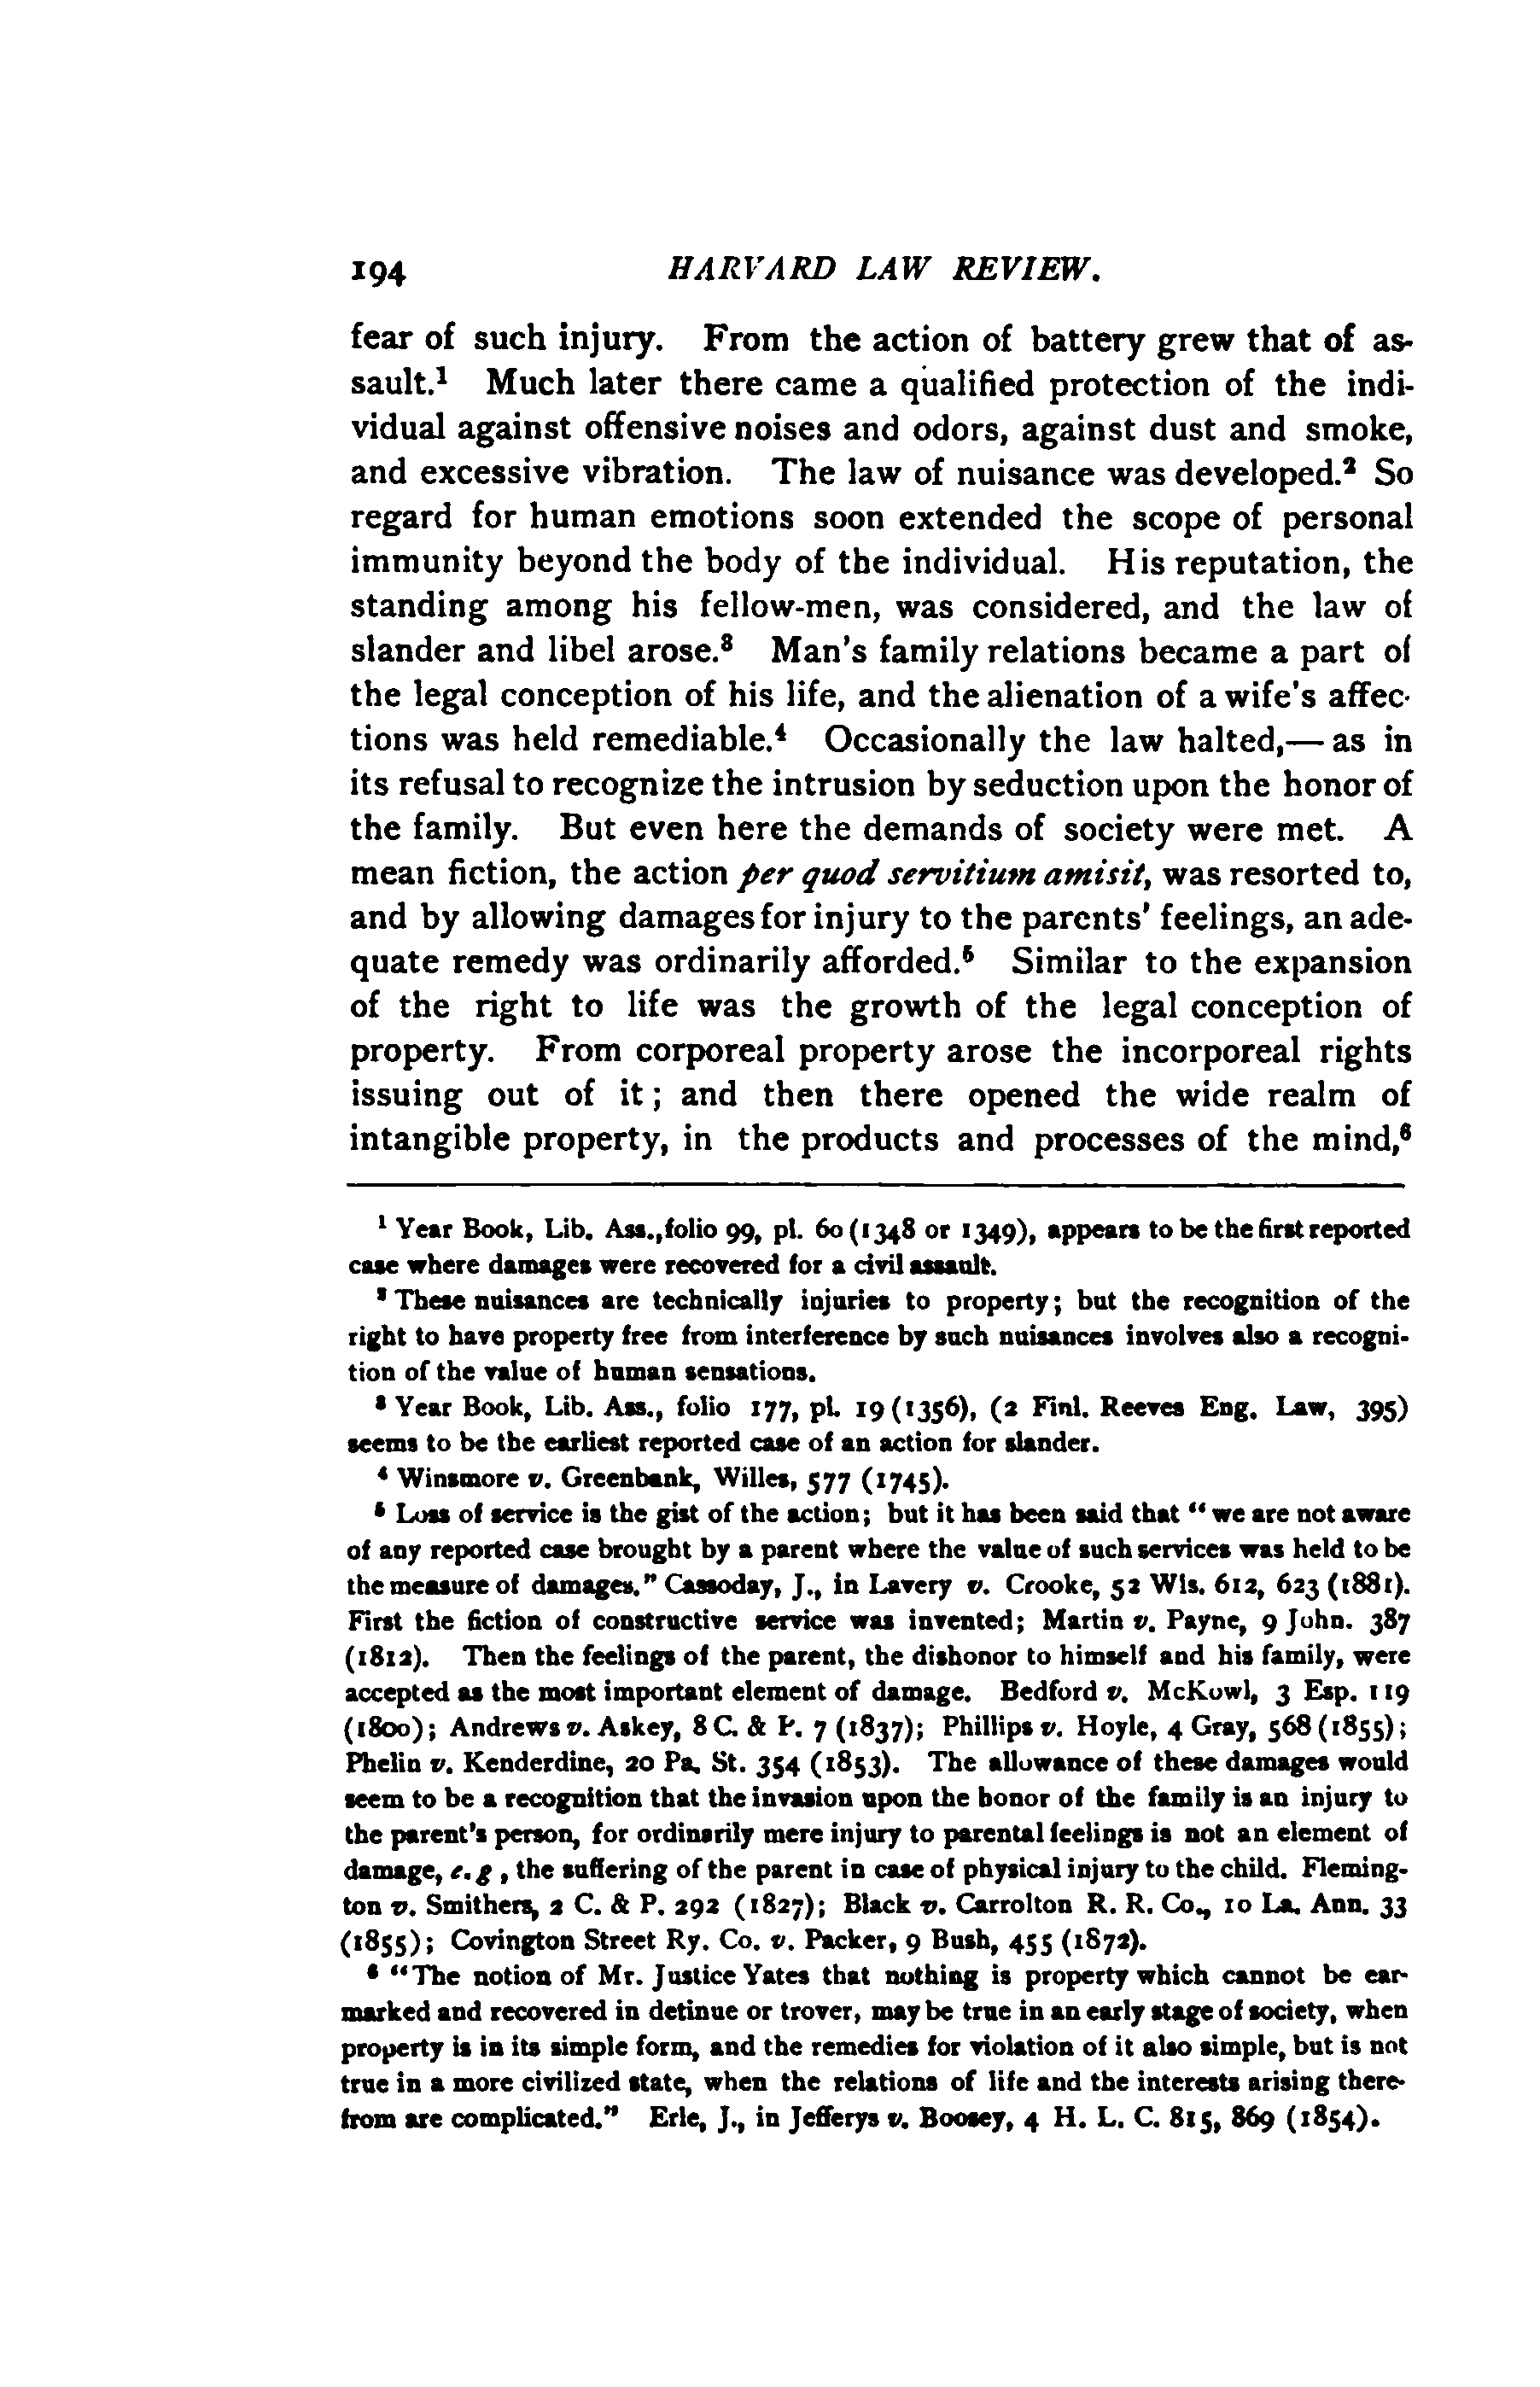 194 HARVARD LAW REVIEW.
fear of such injury. From the action of battery grew that of as-
sault.¹ Much later there came a qualified protection of the indi-
vidual against offensive noises and odors, against dust and smoke,
and excessive vibration. The law of nuisance was developed.² So
regard for human emotions soon extended the scope of personal
immunity beyond the body of the individual. His reputation, the
standing among his fellow-men, was considered, and the law of
slander and libel arose.³ Man's family relations became a part of
the legal conception of his life, and the alienation of a wife's affec-
tions was held remediable.⁴ Occasionally the law halted,— as in
its refusal to recognize the intrusion by seduction upon the honor of
the family. But even here the demands of society were met. A
mean fiction, the action per quod servitium amisit, was resorted to,
and by allowing damages for injury to the parents' feelings, an ade-
quate remedy was ordinarily afforded.⁵ Similar to the expansion
of the right to life was the growth of the legal conception of
property. From corporeal property arose the incorporeal rights
issuing out of it; and then there opened the wide realm of
intangible property, in the products and processes of the mind,⁶
¹ Year Book, Lib. Ass., folio 99, pl. 60 (1348 or 1349), appears to be the first reported
case where damages were recovered for a civil assault.
² These nuisances are technically injuries to property; but the recognition of the
right to have property free from interference by such nuisances involves also a recogni-
tion of the value of human sensations.
³ Year Book, Lib. Ass., folio 177, pl. 19 (1356), (2 Finl. Reeves Eng. Law, 395)
seems to be the earliest reported case of an action for slander.
⁴ Winsmore v. Greenbank, Willes, 577 (1745).
⁵ Loss of service is the gist of the action; but it has been said that "we are not aware
of any reported case brought by a parent where the value of such services was held to be
the measure of damages." Cassoday, J., in Lavery v. Crooke, 52 Wis. 612, 623 (1881).
First the fiction of constructive service was invented; Martin v. Payne, 9 John. 387
(1812). Then the feelings of the parent, the dishonor to himself and his family, were
accepted as the most important element of damage. Bedford v. McKowl, 3 Esp. 119
(1800); Andrews v. Askey, 8 C. & P. 7 (1837); Phillips v. Hoyle, 4 Gray, 568 (1855);
Phelin v. Kenderdine, 20 Pa. St. 354 (1853). The allowance of these damages would
seem to be a recognition that the invasion upon the honor of the family is an injury to
the parent's person, for ordinarily mere injury to parental feelings is not an element of
damage, e. g , the suffering of the parent in case of physical injury to the child. Fleming-
ton v. Smithers, 2 C. & P. 292 (1827); Black v. Carrolton R. R. Co., 10 La. Ann. 33
(1855); Covington Street Ry. Co. v. Packer, 9 Bush, 455 (1872).
⁶ "The notion of Mr. Justice Yates that nothing is property which cannot be ear-
marked and recovered in detinue or trover, may be true in an early stage of society, when
property is in its simple form, and the remedies for violation of it also simple, but is not
true in a more civilized state, when the relations of life and the interests arising there-
from are complicated." Erle, J., in Jefferys v. Boosey, 4 H. L. C. 815, 869 (1854).